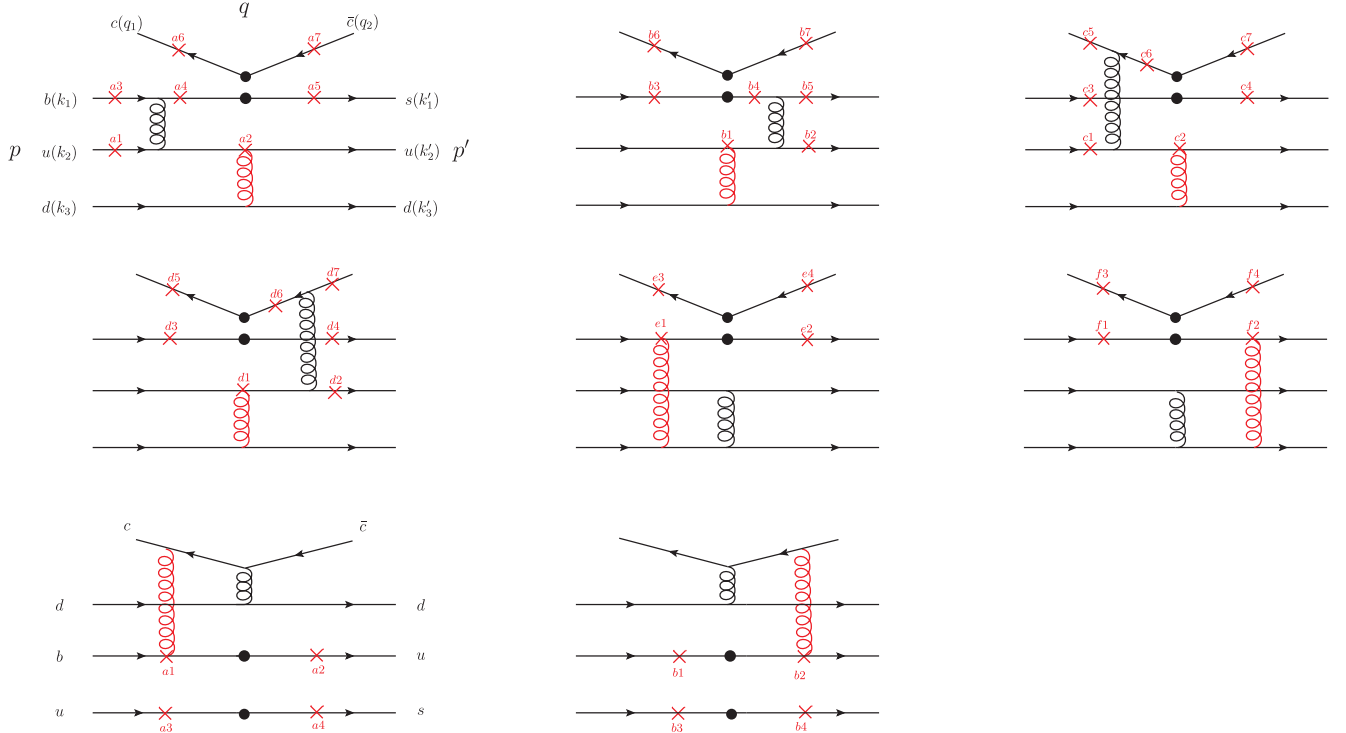 q
c(q₁) c̄(q₂)
a6 a7
b(k₁) a3 a4 a5 s(k′₁)
p a1 u(k₂) a2 u(k′₂) p′
d(k₃) d(k′₃)
b6 b7
b3 b4 b5
b1 b2
c5 c6 c7
c3 c4
c1 c2
d5 d6 d7
d3 d4
d1 d2
e3 e4
e1 e2
f3 f4
f1 f2
c c̄
d d
b a1 a2 u
u a3 a4 s
b1 b2
b3 b4